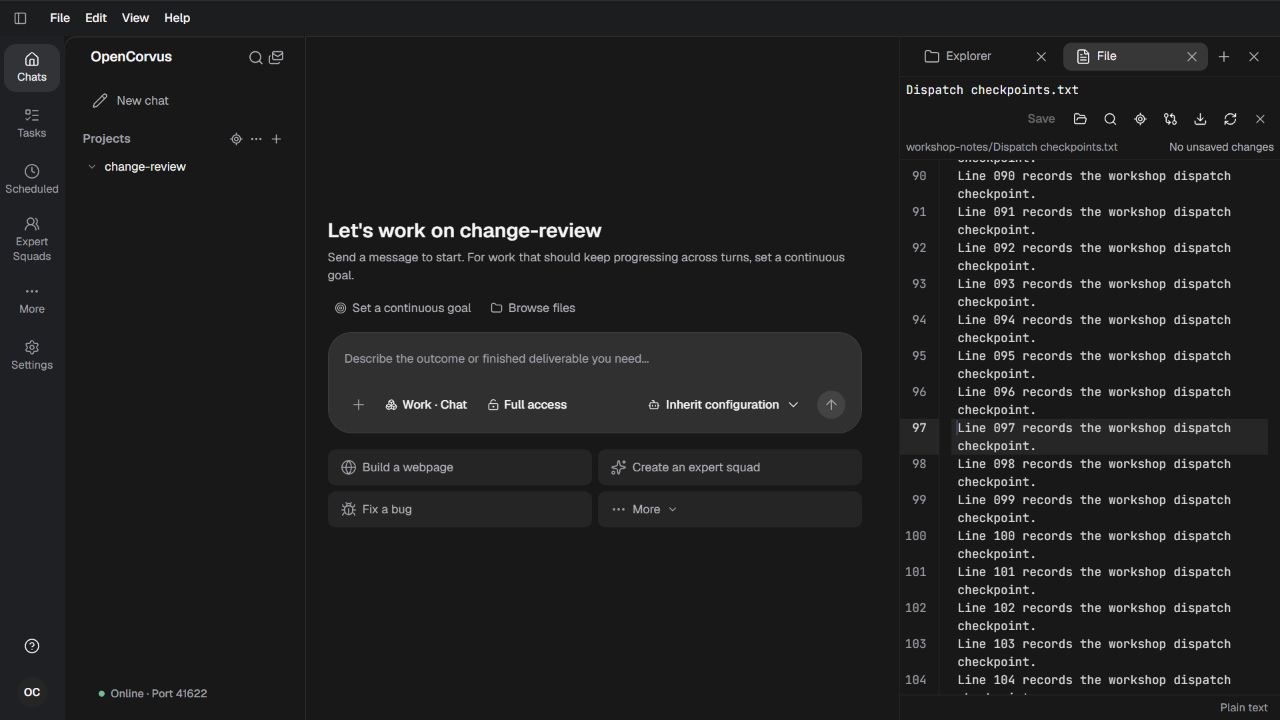 File Edit View Help
Chats
Tasks
Scheduled
Expert
Squads
More
Settings
OC
OpenCorvus
New chat
Projects
change-review
Online · Port 41622
Let's work on change-review
Send a message to start. For work that should keep progressing across turns, set a continuous
goal.
Set a continuous goal Browse files
Describe the outcome or finished deliverable you need...
Work · Chat Full access Inherit configuration
Build a webpage Create an expert squad
Fix a bug More
Explorer File
Dispatch checkpoints.txt
Save
workshop-notes/Dispatch checkpoints.txt No unsaved changes
checkpoint.
90 Line 090 records the workshop dispatch
checkpoint.
91 Line 091 records the workshop dispatch
checkpoint.
92 Line 092 records the workshop dispatch
checkpoint.
93 Line 093 records the workshop dispatch
checkpoint.
94 Line 094 records the workshop dispatch
checkpoint.
95 Line 095 records the workshop dispatch
checkpoint.
96 Line 096 records the workshop dispatch
checkpoint.
97 Line 097 records the workshop dispatch
checkpoint.
98 Line 098 records the workshop dispatch
checkpoint.
99 Line 099 records the workshop dispatch
checkpoint.
100 Line 100 records the workshop dispatch
checkpoint.
101 Line 101 records the workshop dispatch
checkpoint.
102 Line 102 records the workshop dispatch
checkpoint.
103 Line 103 records the workshop dispatch
checkpoint.
104 Line 104 records the workshop dispatch
Plain text